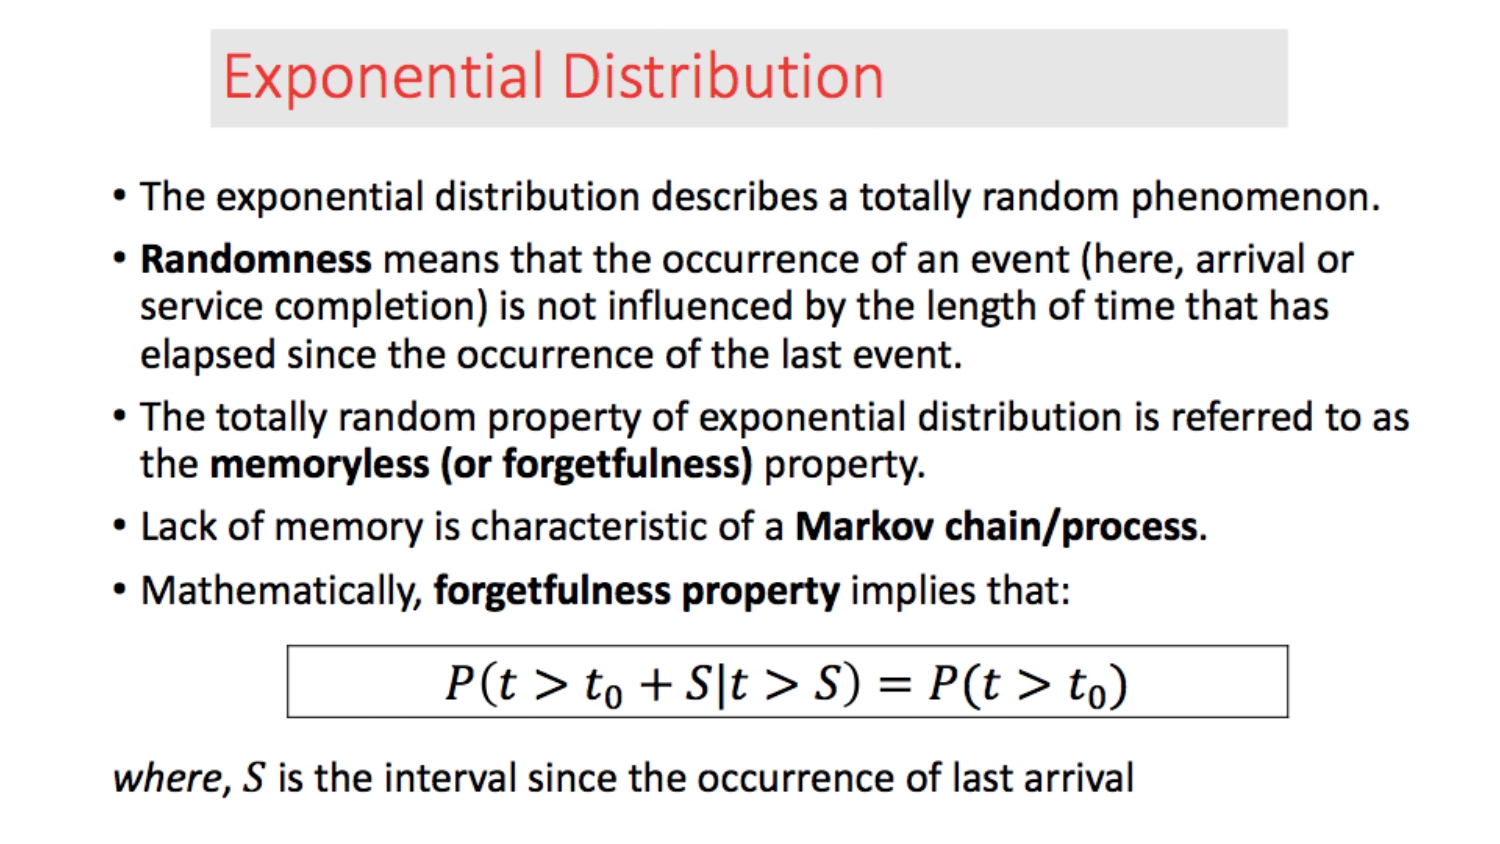 Exponential Distribution
• The exponential distribution describes a totally random phenomenon.
• Randomness means that the occurrence of an event (here, arrival or
service completion) is not influenced by the length of time that has
elapsed since the occurrence of the last event.
• The totally random property of exponential distribution is referred to as
the memoryless (or forgetfulness) property.
• Lack of memory is characteristic of a Markov chain/process.
• Mathematically, forgetfulness property implies that:
P(t > t₀ + S|t > S) = P(t > t₀)
where, S is the interval since the occurrence of last arrival